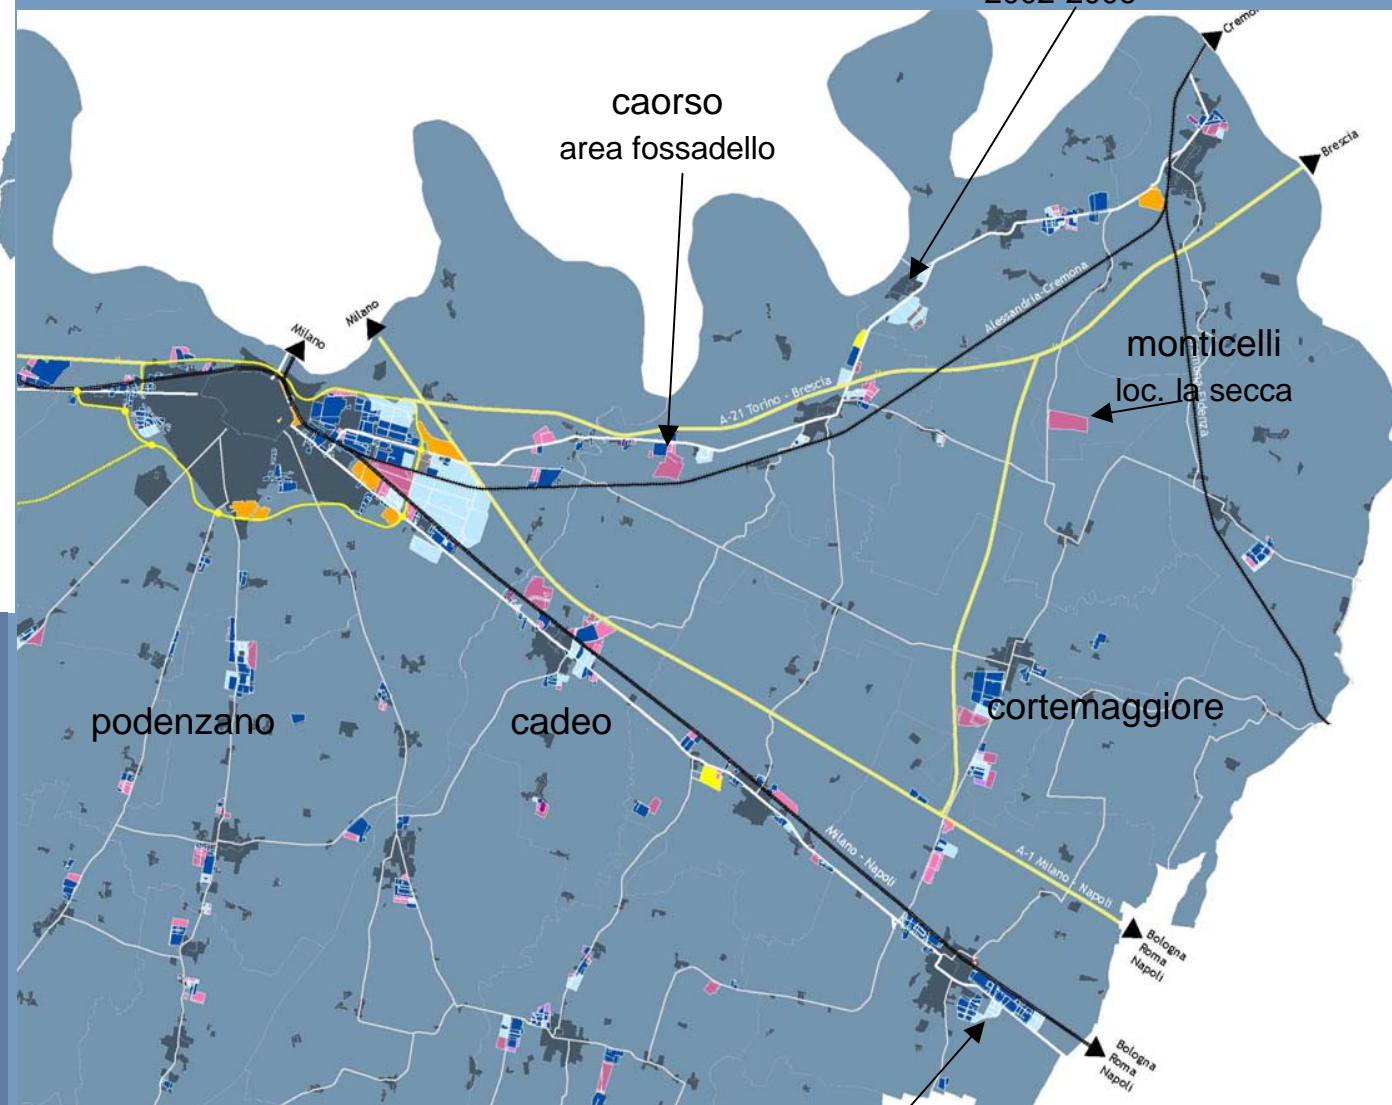 caorso
area fossadello
Brescia
Milano
Milano
Alessandria-Cremona
monticelli
loc. la secca
A-21 Torino - Brescia
podenzano
cadeo
cortemaggiore
Milano - Napoli
A-1 Milano - Napoli
Bologna
Roma
Napoli
Bologna
Roma
Napoli